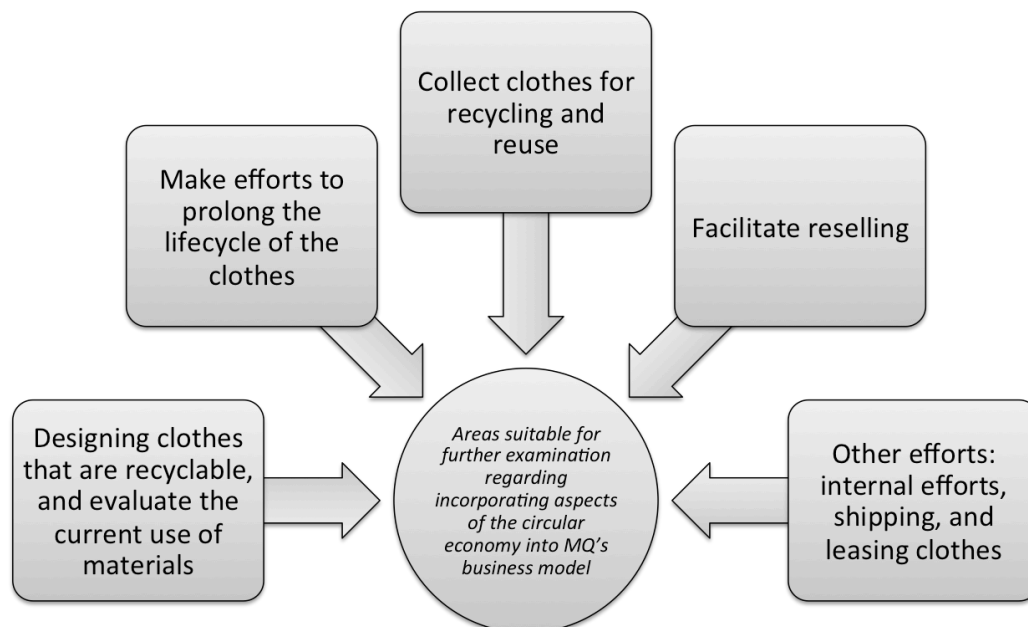 Collect clothes for
recycling and
reuse
Make efforts to
prolong the
lifecycle of the
clothes
Facilitate reselling
Designing clothes
that are recyclable,
and evaluate the
current use of
materials
Areas suitable for
further examination
regarding
incorporating aspects
of the circular
economy into MQ's
business model
Other efforts:
internal efforts,
shipping, and
leasing clothes